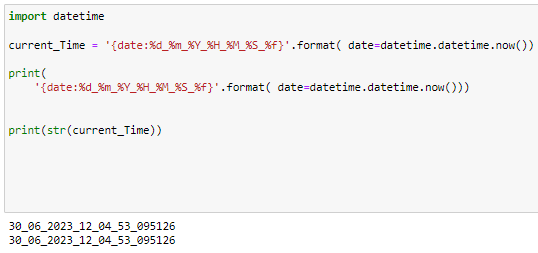 import datetime
current_Time = '{date:%d_%m_%Y_%H_%M_%S_%f}'.format( date=datetime.datetime.now())
print(
    '{date:%d_%m_%Y_%H_%M_%S_%f}'.format( date=datetime.datetime.now()))
print(str(current_Time))
30_06_2023_12_04_53_095126
30_06_2023_12_04_53_095126